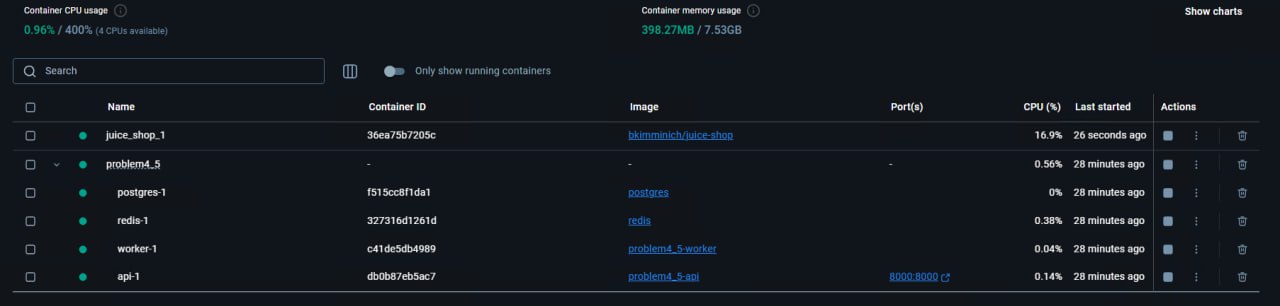 Container CPU usage
Container memory usage
Show charts
0.96% / 400% (4 CPUs available)
398.27MB / 7.53GB
Search
Only show running containers
Name Container ID Image Port(s) CPU (%) Last started Actions
juice_shop_1 36ea75b7205c bkimminich/juice-shop 16.9% 26 seconds ago
problem4_5 - - - 0.56% 28 minutes ago
postgres-1 f515cc8f1da1 postgres 0% 28 minutes ago
redis-1 327316d1261d redis 0.38% 28 minutes ago
worker-1 c41de5db4989 problem4_5-worker 0.04% 28 minutes ago
api-1 db0b87eb5ac7 problem4_5-api 8000:8000 0.14% 28 minutes ago